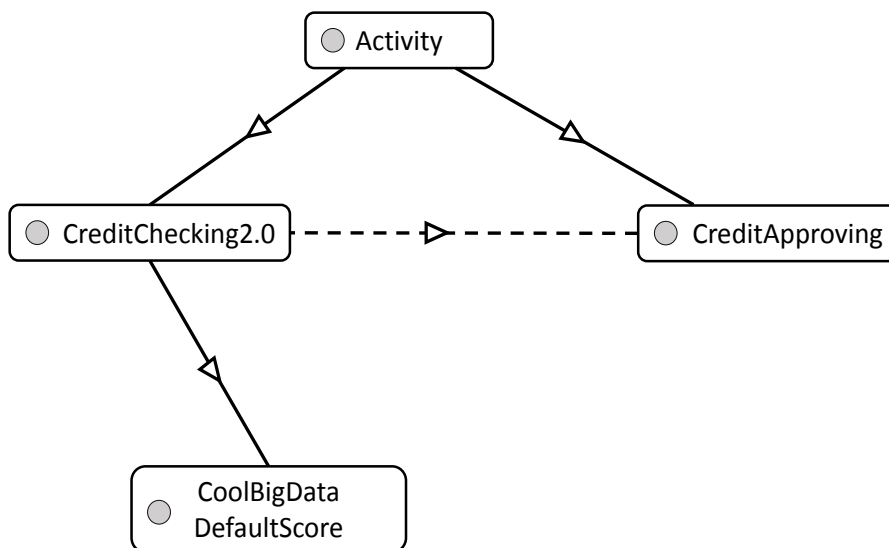 Activity
CreditChecking2.0
CreditApproving
CoolBigData
DefaultScore